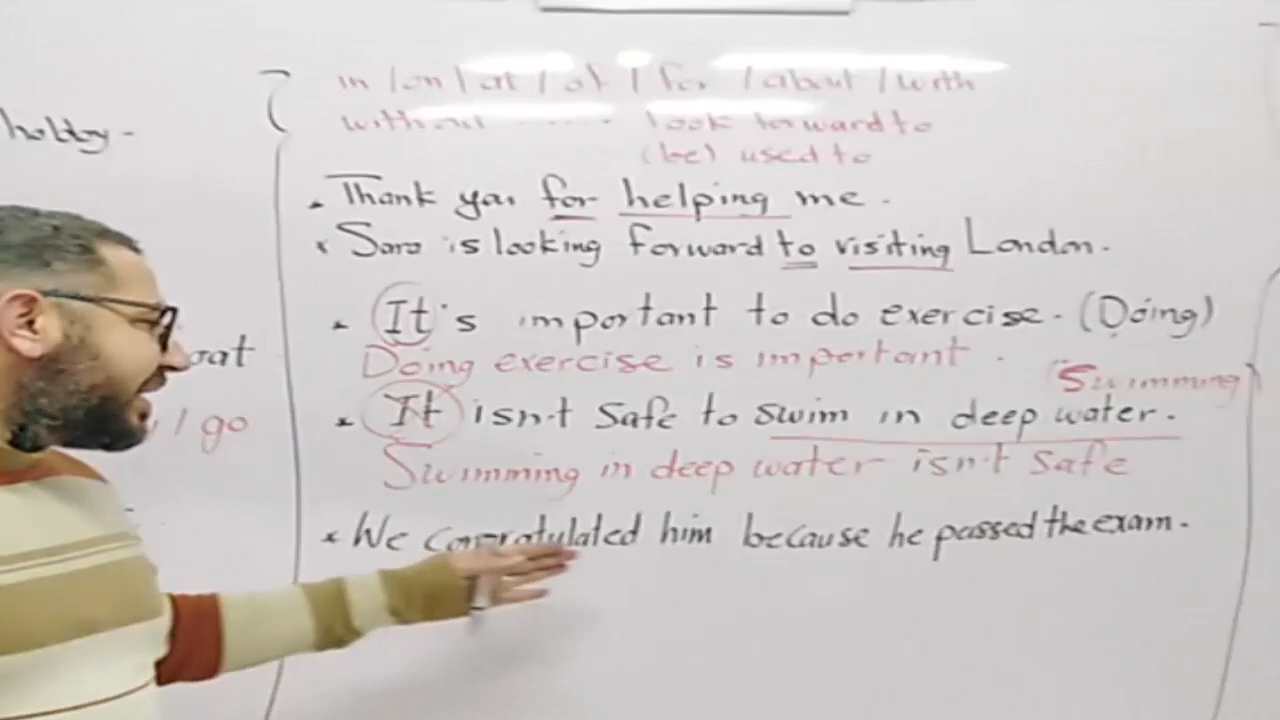 hobby -
in / on / at / of / for / about / with
without ...... look forward to
(be) used to
Thank you for helping me.
Sara is looking forward to visiting London.
It's important to do exercise. (Doing)
Doing exercise is important.
Swimming
It isn't safe to swim in deep water.
Swimming in deep water isn't safe
We congratulated him because he passed the exam.
/ go